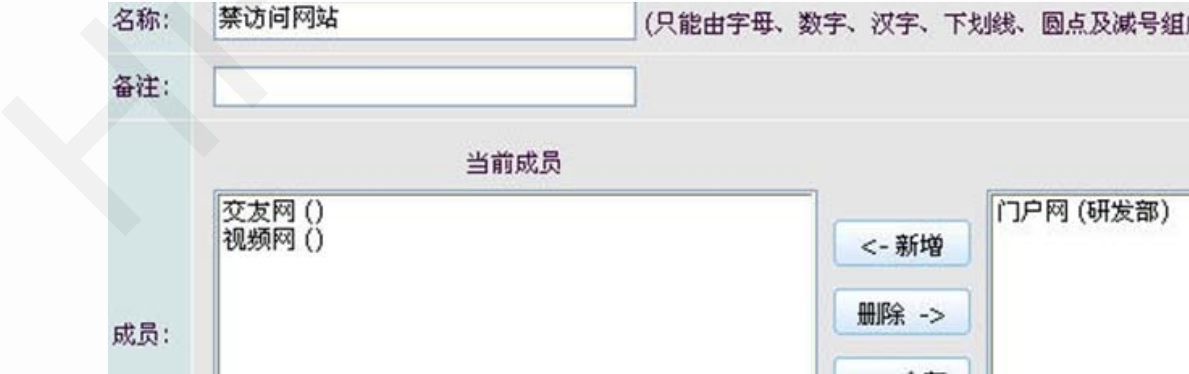 名称： 禁访问网站 (只能由字母、数字、汉字、下划线、圆点及减号组
备注：
当前成员
交友网 ()
视频网 ()
门户网 (研发部)
<- 新增
删除 ->
成员：